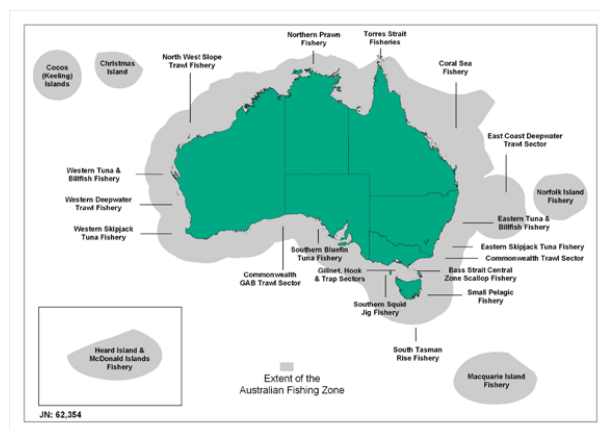 Northern Prawn
Fishery
Torres Strait
Fisheries
North West Slope
Trawl Fishery
Cocos
(Keeling)
Islands
Christmas
Island
Coral Sea
Fishery
East Coast Deepwater
Trawl Sector
Western Tuna &
Billfish Fishery
Norfolk Island
Fishery
Western Deepwater
Trawl Fishery
Eastern Tuna &
Billfish Fishery
Western Skipjack
Tuna Fishery
Southern Bluefin
Tuna Fishery
Eastern Skipjack Tuna Fishery
Commonwealth Trawl Sector
Commonwealth
GAB Trawl Sector
Gillnet, Hook
& Trap Sectors
Bass Strait Central
Zone Scallop Fishery
Southern Squid
Jig Fishery
Small Pelagic
Fishery
South Tasman
Rise Fishery
Heard Island &
McDonald Islands
Fishery
Extent of the
Australian Fishing Zone
Macquarie Island
Fishery
JN: 62,354